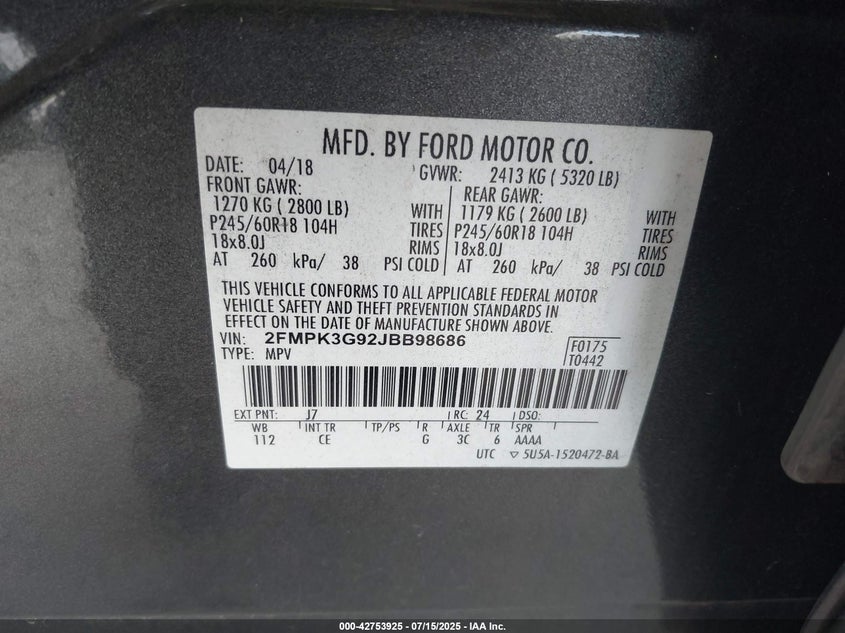 MFD. BY FORD MOTOR CO.
DATE: 04/18 GVWR: 2413 KG ( 5320 LB)
FRONT GAWR: REAR GAWR:
1270 KG ( 2800 LB) WITH 1179 KG ( 2600 LB) WITH
P245/60R18 104H TIRES P245/60R18 104H TIRES
18x8.0J RIMS 18x8.0J RIMS
AT 260 kPa/ 38 PSI COLD AT 260 kPa/ 38 PSI COLD
THIS VEHICLE CONFORMS TO ALL APPLICABLE FEDERAL MOTOR
VEHICLE SAFETY AND THEFT PREVENTION STANDARDS IN
EFFECT ON THE DATE OF MANUFACTURE SHOWN ABOVE.
VIN: 2FMPK3G92JBB98686 F0175
TYPE: MPV T0442
EXT PNT: J7 RC: 24 DSO:
WB INT TR TP/PS R AXLE TR SPR
112 CE G 3C 6 AAAA
UTC ▽ 5U5A-1520472-BA
000-42753925 - 07/15/2025 - IAA Inc.